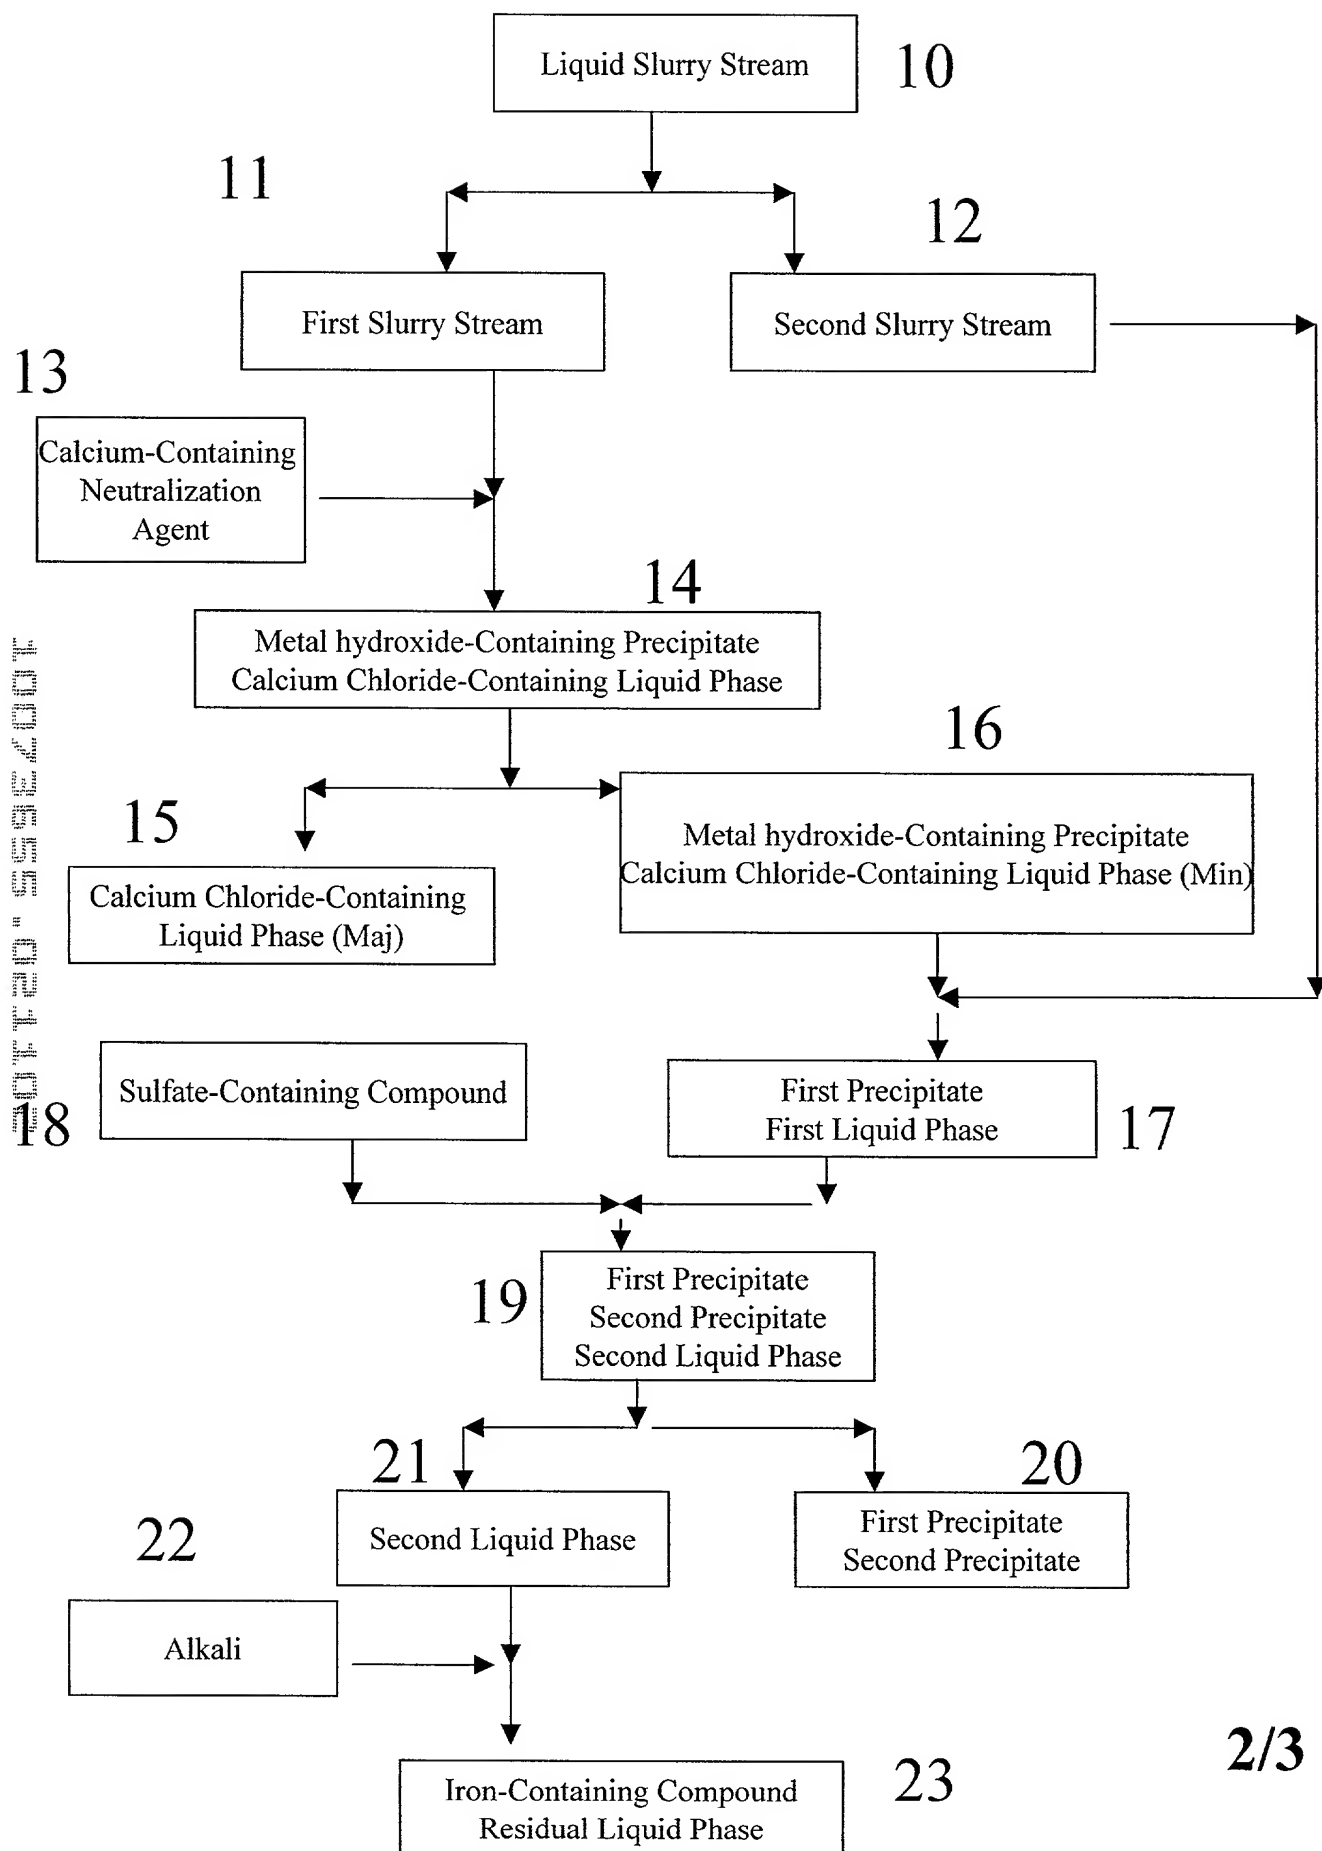 Liquid Slurry Stream
10
11
12
First Slurry Stream
Second Slurry Stream
13
Calcium-Containing
Neutralization
Agent
14
Metal hydroxide-Containing Precipitate
Calcium Chloride-Containing Liquid Phase
16
15
Metal hydroxide-Containing Precipitate
Calcium Chloride-Containing Liquid Phase (Min)
Calcium Chloride-Containing
Liquid Phase (Maj)
10073655.021102
Sulfate-Containing Compound
18
First Precipitate
First Liquid Phase
17
19
First Precipitate
Second Precipitate
Second Liquid Phase
21
20
Second Liquid Phase
First Precipitate
Second Precipitate
22
Alkali
2/3
Iron-Containing Compound
Residual Liquid Phase
23